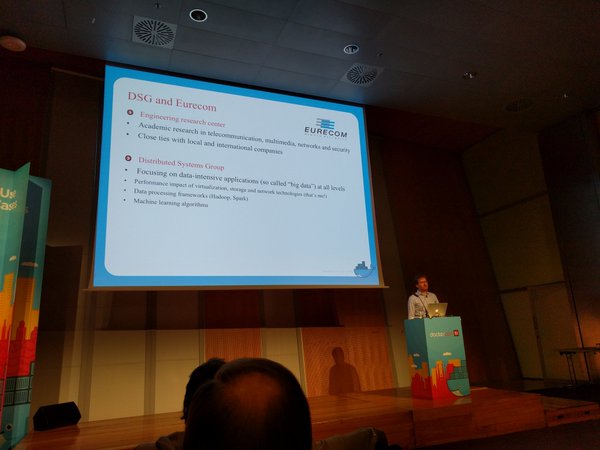 DSG and Eurecom
Engineering research center
Academic research in telecommunication, multimedia, networks and security
Close ties with local and international companies
EURECOM
Distributed Systems Group
Focusing on data-intensive applications (so called "big data") at all levels
Performance impact of virtualization, storage and network technologies (that's me!)
Data processing frameworks (Hadoop, Spark)
Machine learning algorithms
Use
Cases